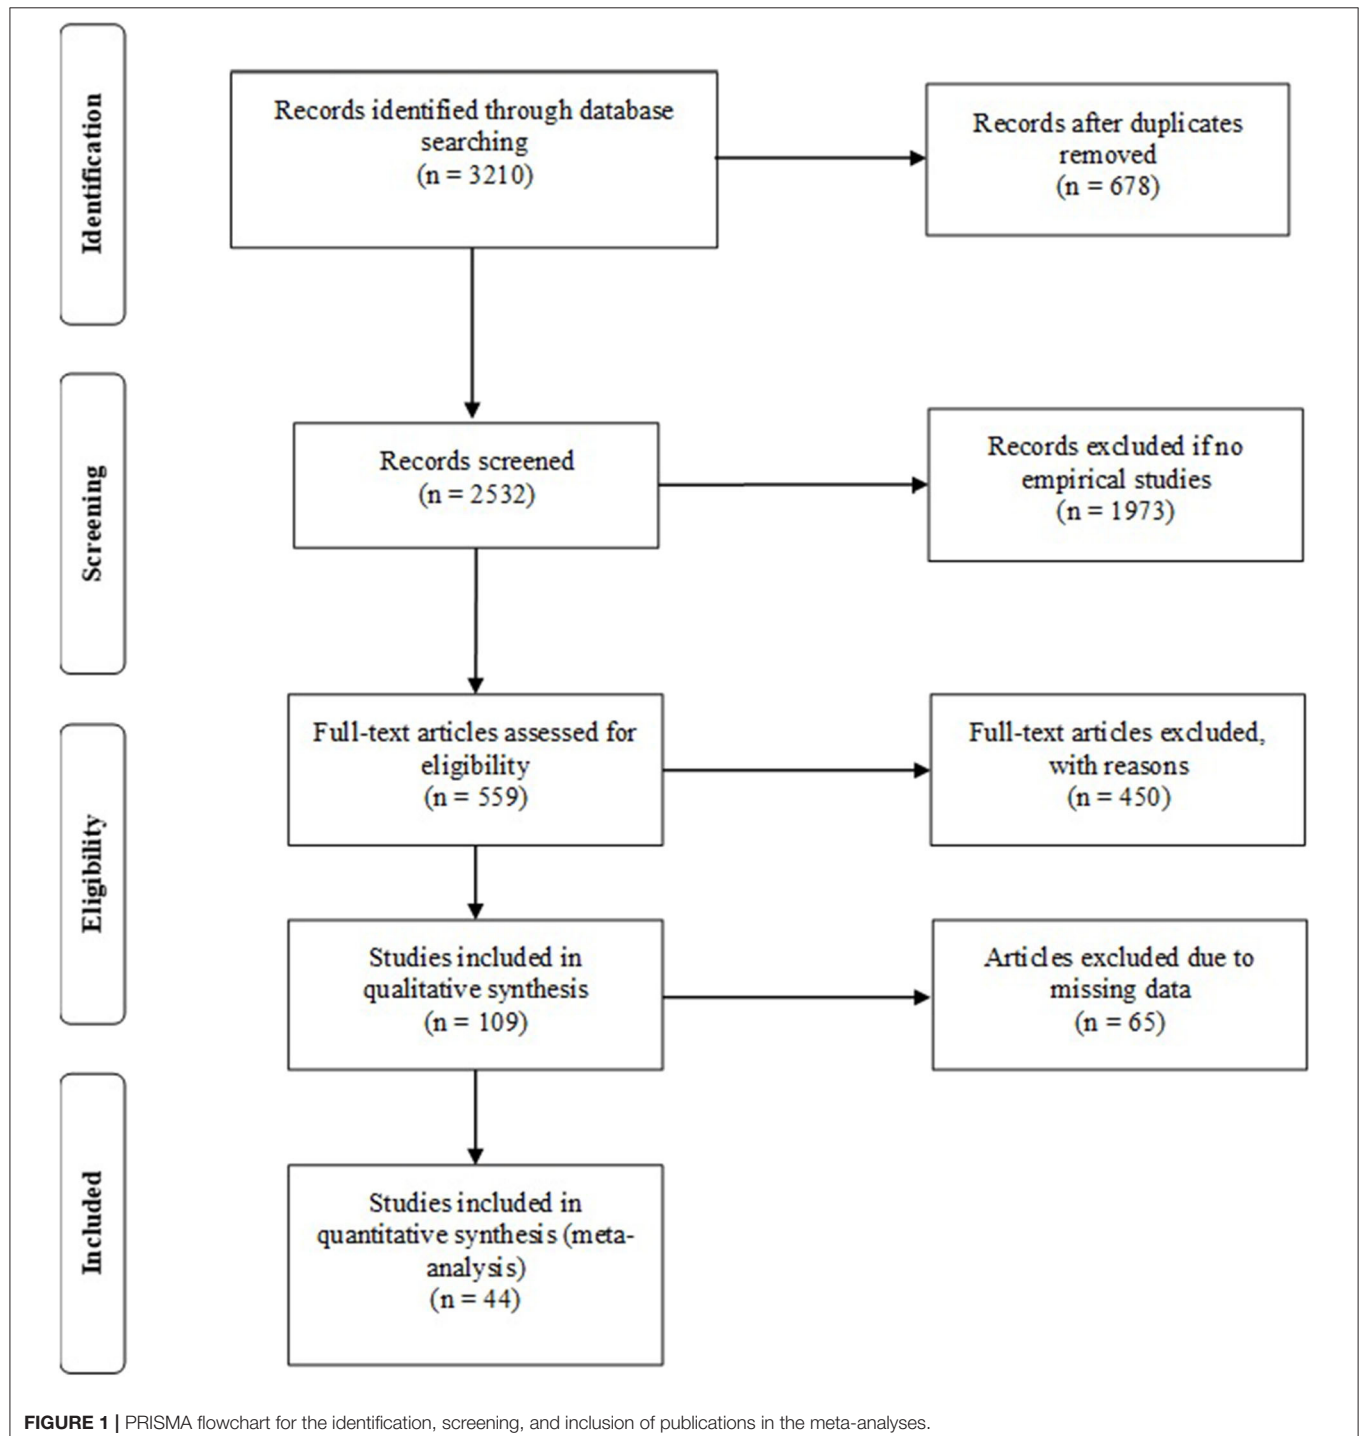 Identification
Records identified through database
searching
(n = 3210)
Records after duplicates
removed
(n = 678)
Screening
Records screened
(n = 2532)
Records excluded if no
empirical studies
(n = 1973)
Eligibility
Full-text articles assessed for
eligibility
(n = 559)
Full-text articles excluded,
with reasons
(n = 450)
Studies included in
qualitative synthesis
(n = 109)
Articles excluded due to
missing data
(n = 65)
Included
Studies included in
quantitative synthesis (meta-
analysis)
(n = 44)
FIGURE 1 | PRISMA flowchart for the identification, screening, and inclusion of publications in the meta-analyses.